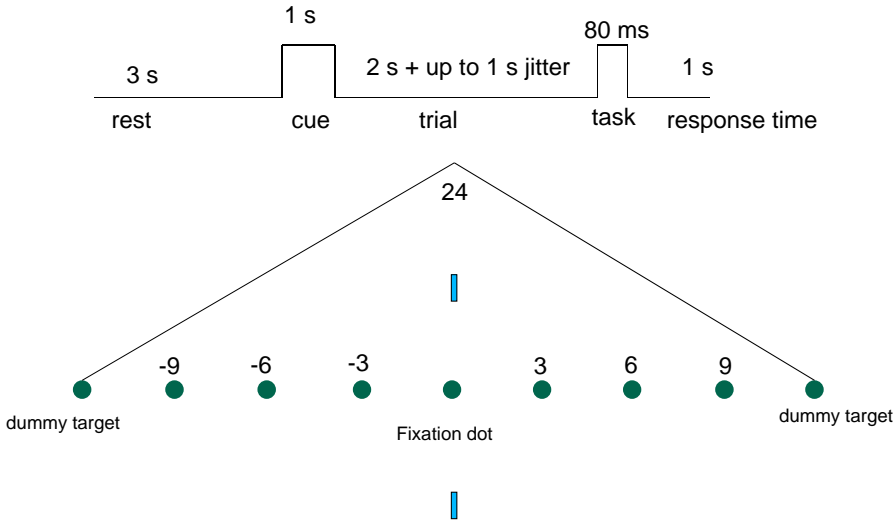 1 s
80 ms
3 s
2 s + up to 1 s jitter
1 s
rest
cue
trial
task
response time
24
-9
-6
-3
3
6
9
dummy target
Fixation dot
dummy target